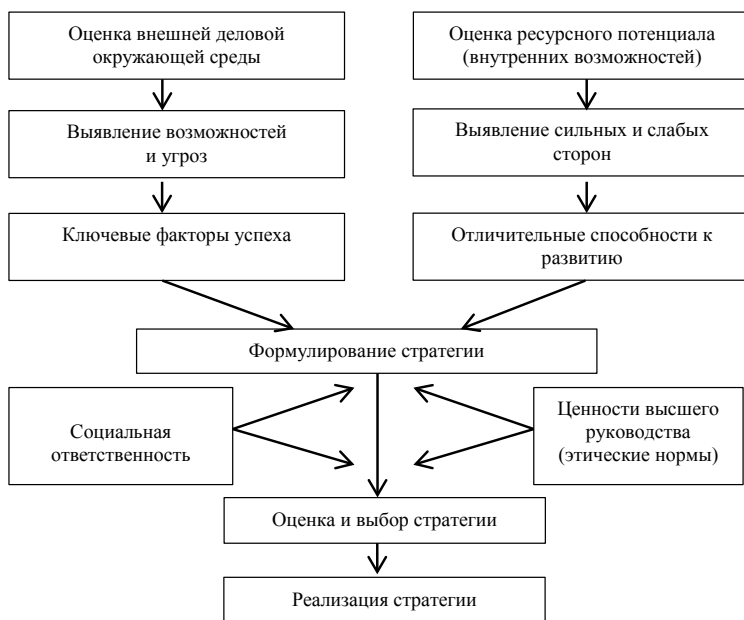 Оценка внешней деловой
окружающей среды
Оценка ресурсного потенциала
(внутренних возможностей)
Выявление возможностей
и угроз
Выявление сильных и слабых
сторон
Ключевые факторы успеха
Отличительные способности к
развитию
Формулирование стратегии
Социальная
ответственность
Ценности высшего
руководства
(этические нормы)
Оценка и выбор стратегии
Реализация стратегии